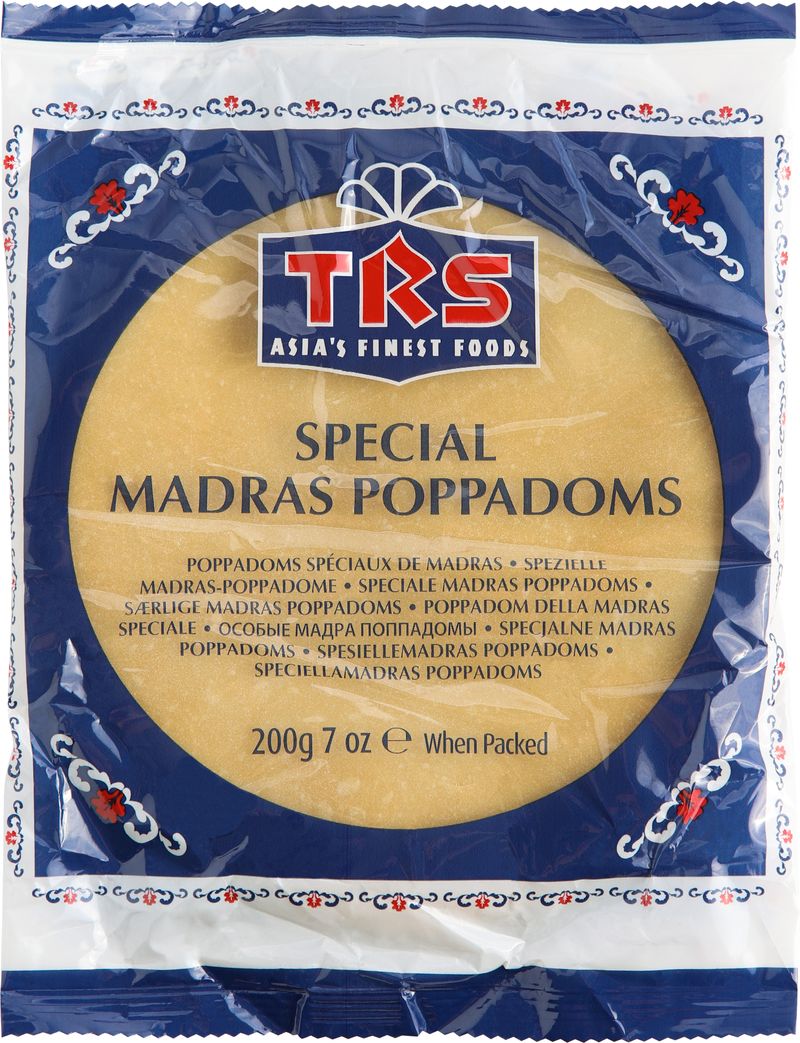 TRS
ASIA'S FINEST FOODS
SPECIAL
MADRAS POPPADOMS
POPPADOMS SPÉCIAUX DE MADRAS • SPEZIELLE
MADRAS-POPPADOME • SPECIALE MADRAS POPPADOMS •
SÆRLIGE MADRAS POPPADOMS • POPPADOM DELLA MADRAS
SPECIALE • ОСОБЫЕ МАДРА ПОППАДОМЫ • SPECJALNE MADRAS
POPPADOMS • SPESIELLEMADRAS POPPADOMS •
SPECIELLAMADRAS POPPADOMS
200g 7 oz ℮ When Packed